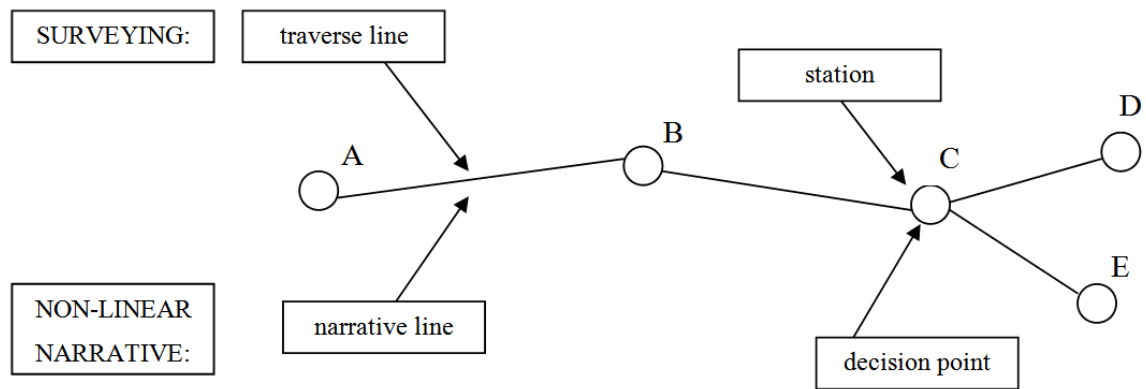 SURVEYING:
traverse line
station
D
B
A
C
E
NON-LINEAR
NARRATIVE:
narrative line
decision point